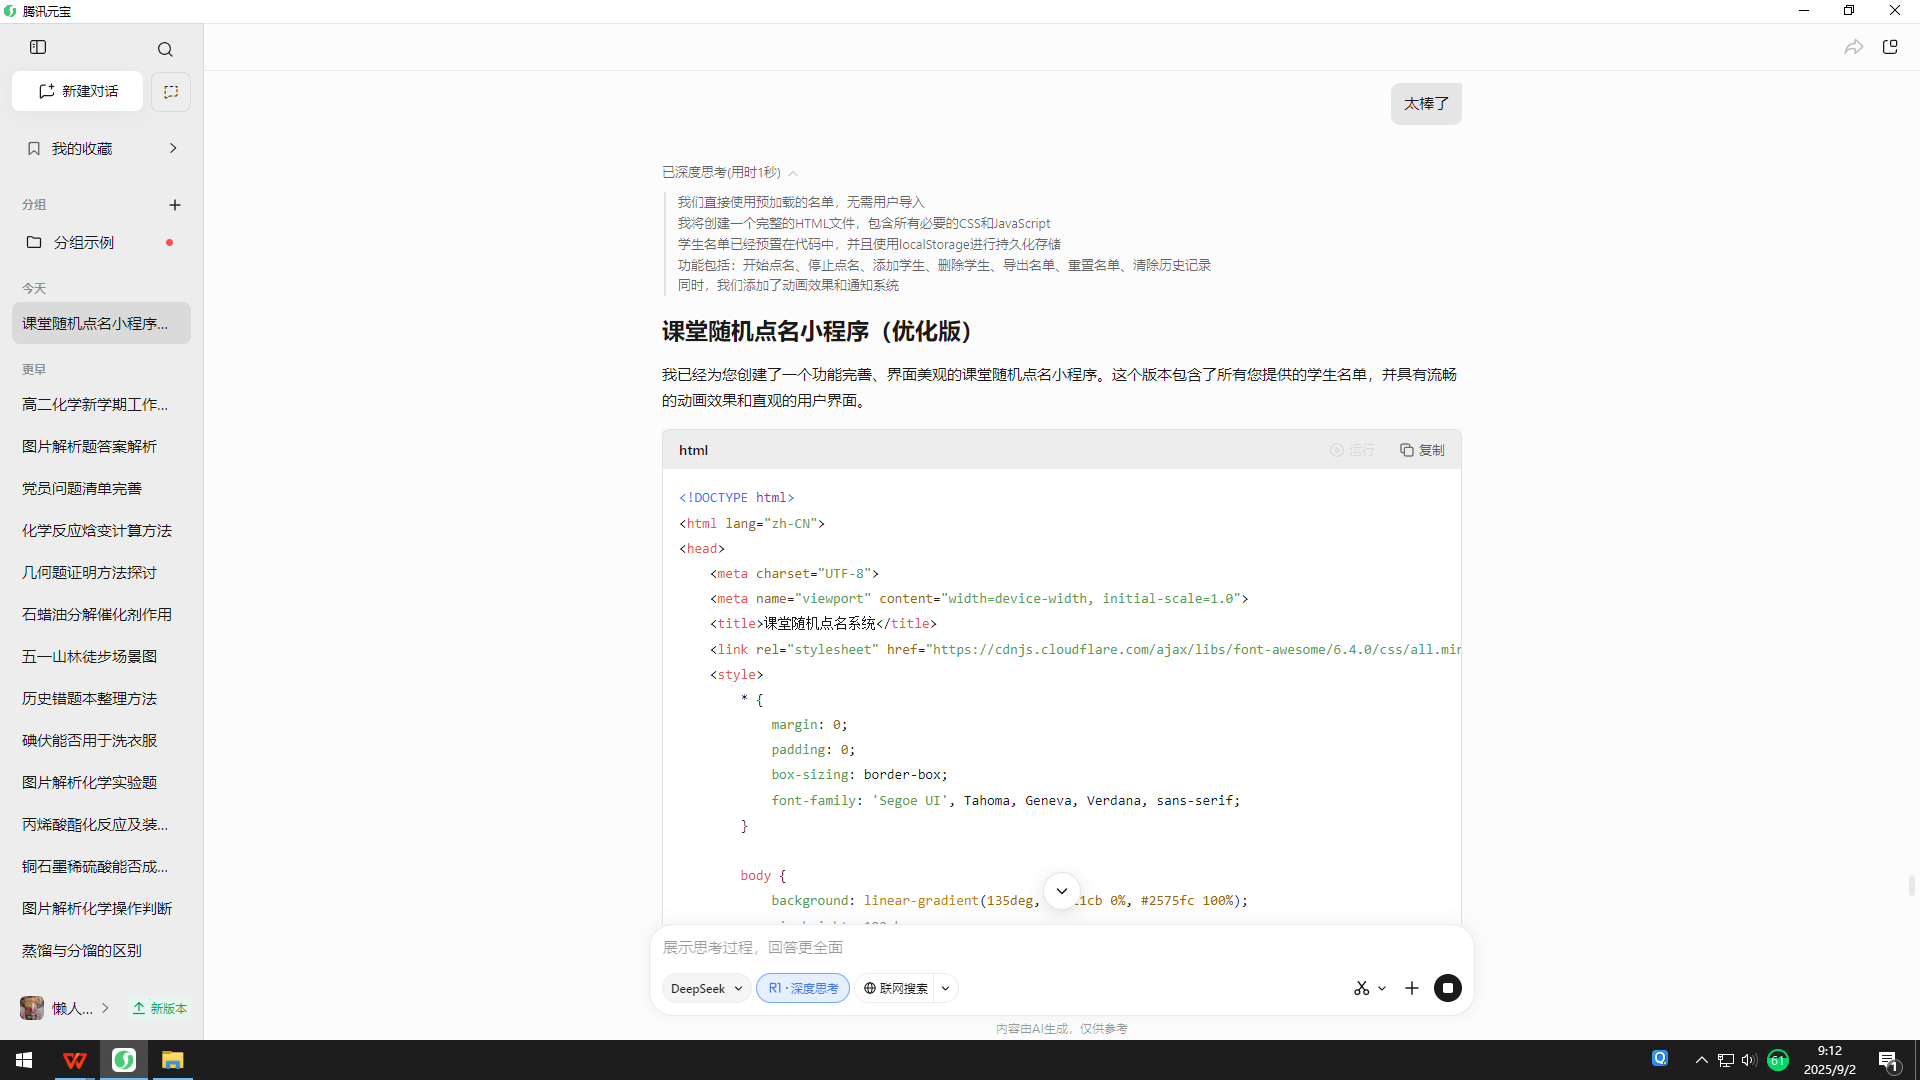 腾讯元宝
新建对话
我的收藏
分组
分组示例
今天
课堂随机点名小程序...
更早
高二化学新学期工作...
图片解析题答案解析
党员问题清单完善
化学反应焓变计算方法
几何题证明方法探讨
石蜡油分解催化剂作用
五一山林徒步场景图
历史错题本整理方法
碘伏能否用于洗衣服
图片解析化学实验题
丙烯酸酯化反应及装...
铜石墨稀硫酸能否成...
图片解析化学操作判断
蒸馏与分馏的区别
懒人...
新版本
太棒了
已深度思考(用时1秒)
我们直接使用预加载的名单，无需用户导入
我将创建一个完整的HTML文件，包含所有必要的CSS和JavaScript
学生名单已经预置在代码中，并且使用localStorage进行持久化存储
功能包括：开始点名、停止点名、添加学生、删除学生、导出名单、重置名单、清除历史记录
同时，我们添加了动画效果和通知系统
课堂随机点名小程序（优化版）
我已经为您创建了一个功能完善、界面美观的课堂随机点名小程序。这个版本包含了所有您提供的学生名单，并具有流畅
的动画效果和直观的用户界面。
html 运行 复制
<!DOCTYPE html>
<html lang="zh-CN">
<head>
<meta charset="UTF-8">
<meta name="viewport" content="width=device-width, initial-scale=1.0">
<title>课堂随机点名系统</title>
<link rel="stylesheet" href="https://cdnjs.cloudflare.com/ajax/libs/font-awesome/6.4.0/css/all.min
<style>
* {
margin: 0;
padding: 0;
box-sizing: border-box;
font-family: 'Segoe UI', Tahoma, Geneva, Verdana, sans-serif;
}
body {
background: linear-gradient(135deg, 1cb 0%, #2575fc 100%);
展示思考过程，回答更全面
DeepSeek R1·深度思考 联网搜索
内容由AI生成，仅供参考
61
9:12
2025/9/2
1